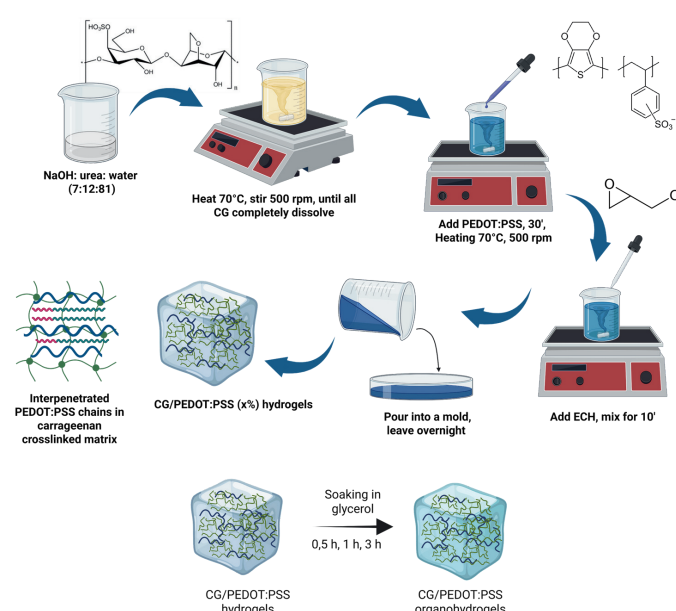 HO₃SO
OH
OH
O
O
O
O
OH
n
NaOH: urea: water
(7:12:81)
Heat 70°C, stir 500 rpm, until all
CG completely dissolve
O
O
S
SO₃⁻
Add PEDOT:PSS, 30',
Heating 70°C, 500 rpm
O
Interpenetrated
PEDOT:PSS chains in
carrageenan
crosslinked matrix
CG/PEDOT:PSS (x%) hydrogels
Pour into a mold,
leave overnight
Add ECH, mix for 10'
Soaking in
glycerol
0,5 h, 1 h, 3 h
CG/PEDOT:PSS
hydrogels
CG/PEDOT:PSS
organohydrogels